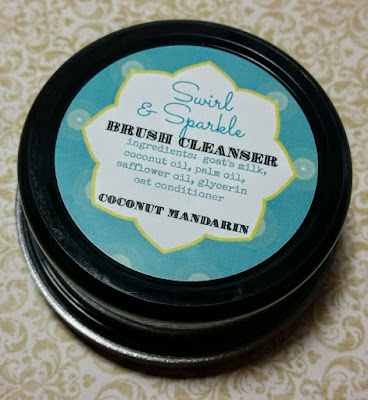 Swirl
& Sparkle
BRUSH CLEANSER
ingredients: goat's milk,
coconut oil, palm oil,
safflower oil, glycerin
oat conditioner
COCONUT MANDARIN